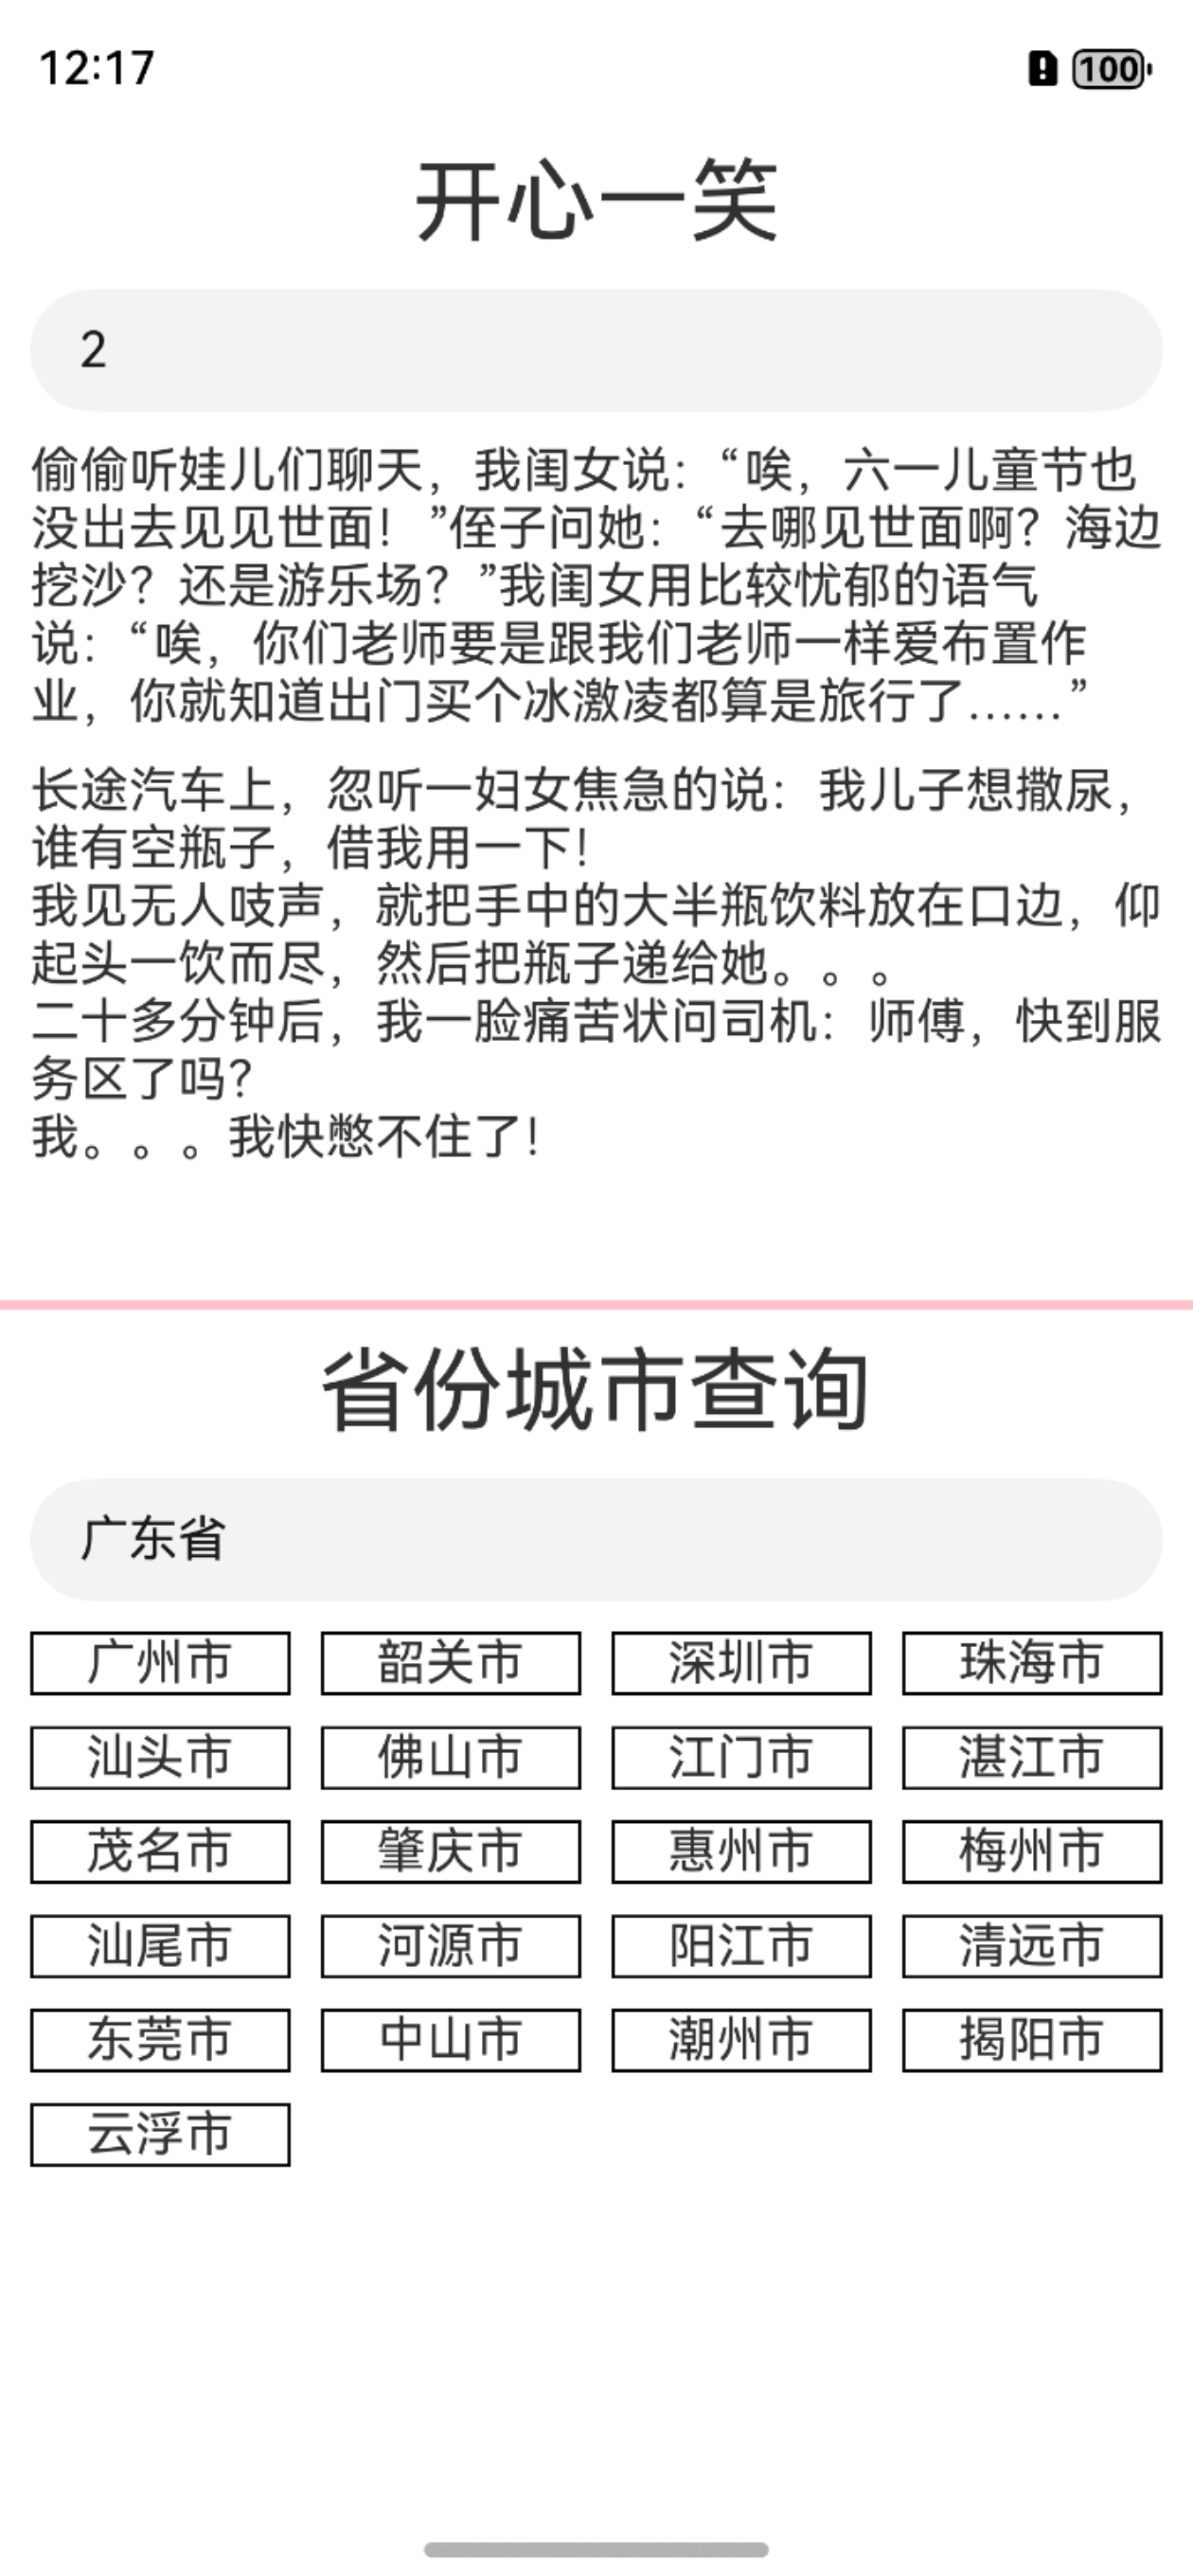 12:17
100
开心一笑
2
偷偷听娃儿们聊天，我闺女说：“唉，六一儿童节也
没出去见见世面！”侄子问她：“去哪见世面啊？海边
挖沙？还是游乐场？”我闺女用比较忧郁的语气
说：“唉，你们老师要是跟我们老师一样爱布置作
业，你就知道出门买个冰激凌都算是旅行了……”
长途汽车上，忽听一妇女焦急的说：我儿子想撒尿，
谁有空瓶子，借我用一下！
我见无人吱声，就把手中的大半瓶饮料放在口边，仰
起头一饮而尽，然后把瓶子递给她。。。
二十多分钟后，我一脸痛苦状问司机：师傅，快到服
务区了吗？
我。。。我快憋不住了！
省份城市查询
广东省
广州市 韶关市 深圳市 珠海市
汕头市 佛山市 江门市 湛江市
茂名市 肇庆市 惠州市 梅州市
汕尾市 河源市 阳江市 清远市
东莞市 中山市 潮州市 揭阳市
云浮市